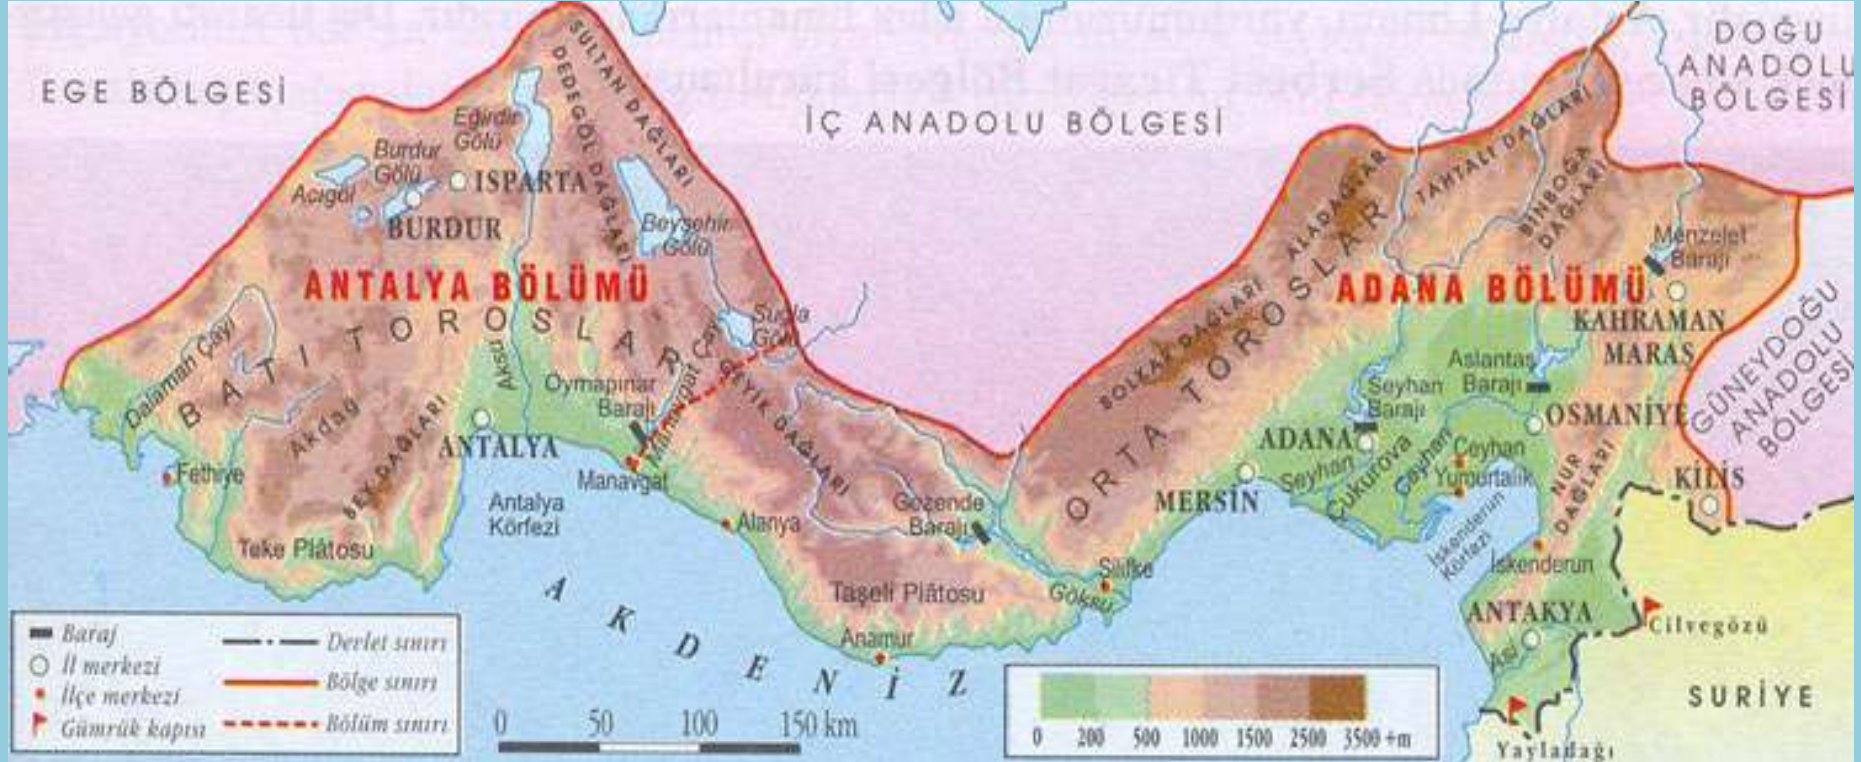 EGE BÖLGESİ
İÇ ANADOLU BÖLGESİ
DOĞU
ANADOLU
BÖLGESİ
GÜNEYDOĞU
ANADOLU
BÖLGESİ
SULTAN DAĞLARI
DEDEGÖL DAĞLARI
Eğirdir
Gölü
Burdur
Gölü
Acıgöl
ISPARTA
BURDUR
Beyşehir
Gölü
ANTALYA BÖLÜMÜ
BATI TOROSLAR
Suğla
Gölü
Dalaman Çayı
Aksu
Manavgat Çayı
Oymapınar
Barajı
GEYİK DAĞLARI
Akdağ
BEY DAĞLARI
ANTALYA
Fethiye
Manavgat
Antalya
Körfezi
Alanya
Teke Plâtosu
Gezende
Barajı
Taşeli Plâtosu
Anamur
Göksu
Silifke
AKDENİZ
ALADAĞLAR
TAHTALI DAĞLARI
BİNBOĞA
DAĞLARI
BOLKAR DAĞLARI
ORTA TOROSLAR
ADANA BÖLÜMÜ
Menzelet
Barajı
KAHRAMAN
MARAŞ
Aslantaş
Barajı
Seyhan
Barajı
OSMANİYE
ADANA
MERSİN
Seyhan
Çukurova
Ceyhan
Ceyhan
Yumurtalık
NUR
DAĞLARI
KİLİS
İskenderun
Körfezi
İskenderun
ANTAKYA
Asi
Cilvegözü
SURİYE
Yayladağı
Baraj
İl merkezi
İlçe merkezi
Gümrük kapısı
Devlet sınırı
Bölge sınırı
Bölüm sınırı
0 50 100 150 km
0 200 500 1000 1500 2500 3500 +m